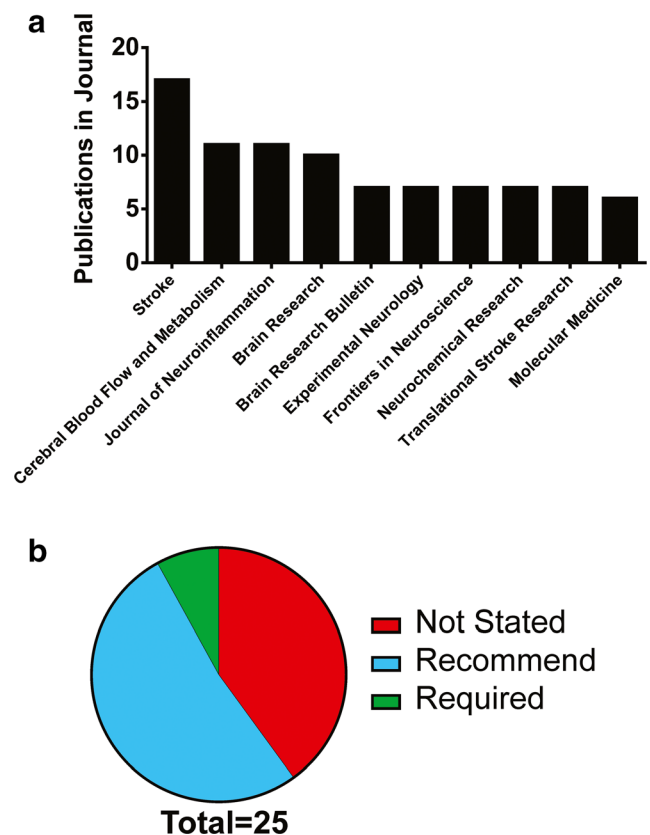 a
Publications in Journal
20
15
10
5
0
Stroke
Cerebral Blood Flow and Metabolism
Journal of Neuroinflammation
Brain Research
Brain Research Bulletin
Experimental Neurology
Frontiers in Neuroscience
Neurochemical Research
Translational Stroke Research
Molecular Medicine
b
Not Stated
Recommend
Required
Total=25